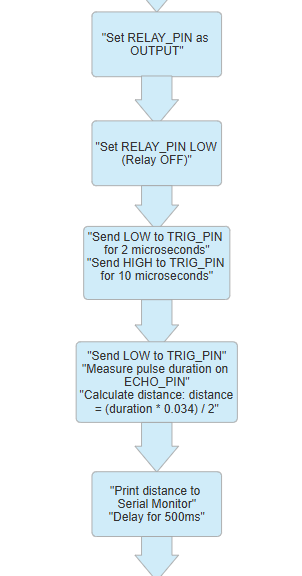 "Set RELAY_PIN as
OUTPUT"
"Set RELAY_PIN LOW
(Relay OFF)"
"Send LOW to TRIG_PIN
for 2 microseconds"
"Send HIGH to TRIG_PIN
for 10 microseconds"
"Send LOW to TRIG_PIN"
"Measure pulse duration on
ECHO_PIN"
"Calculate distance: distance
= (duration * 0.034) / 2"
"Print distance to
Serial Monitor"
"Delay for 500ms"